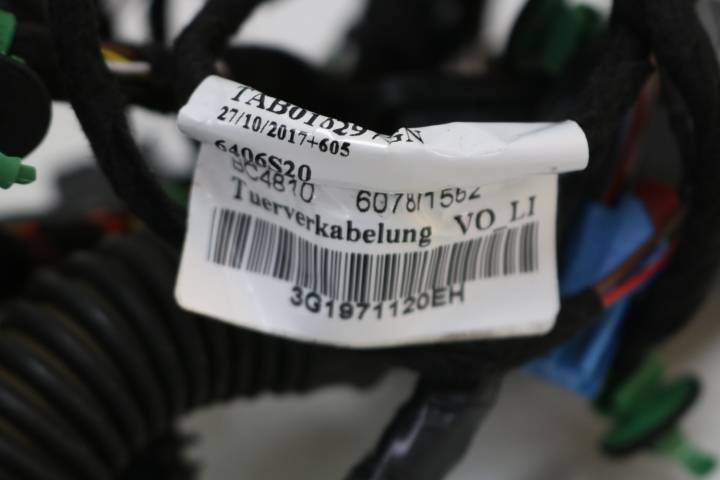 27/10/2017+605
6406S20
BC4810 6078/1562
Tuerverkabelung VO_LI
3G1971120EH